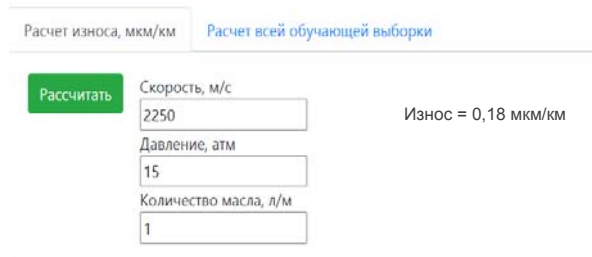 Расчет износа, мкм/км
Расчет всей обучающей выборки
Рассчитать
Скорость, м/с
2250
Износ = 0,18 мкм/км
Давление, атм
15
Количество масла, л/м
1